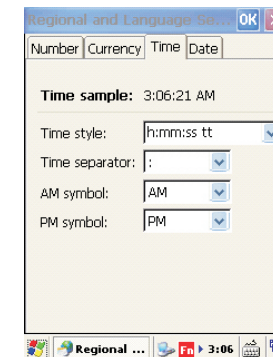 Regional and Language Se... OK
Number Currency Time Date
Time sample: 3:06:21 AM
Time style: h:mm:ss tt
Time separator: :
AM symbol: AM
PM symbol: PM
Regional ... Fn 3:06